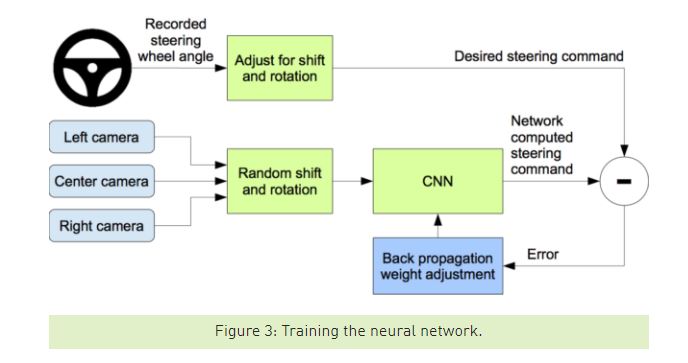 Recorded
steering
wheel angle
Adjust for shift
and rotation
Desired steering command
Left camera
Center camera
Right camera
Random shift
and rotation
CNN
Network
computed
steering
command
-
Back propagation
weight adjustment
Error
Figure 3: Training the neural network.